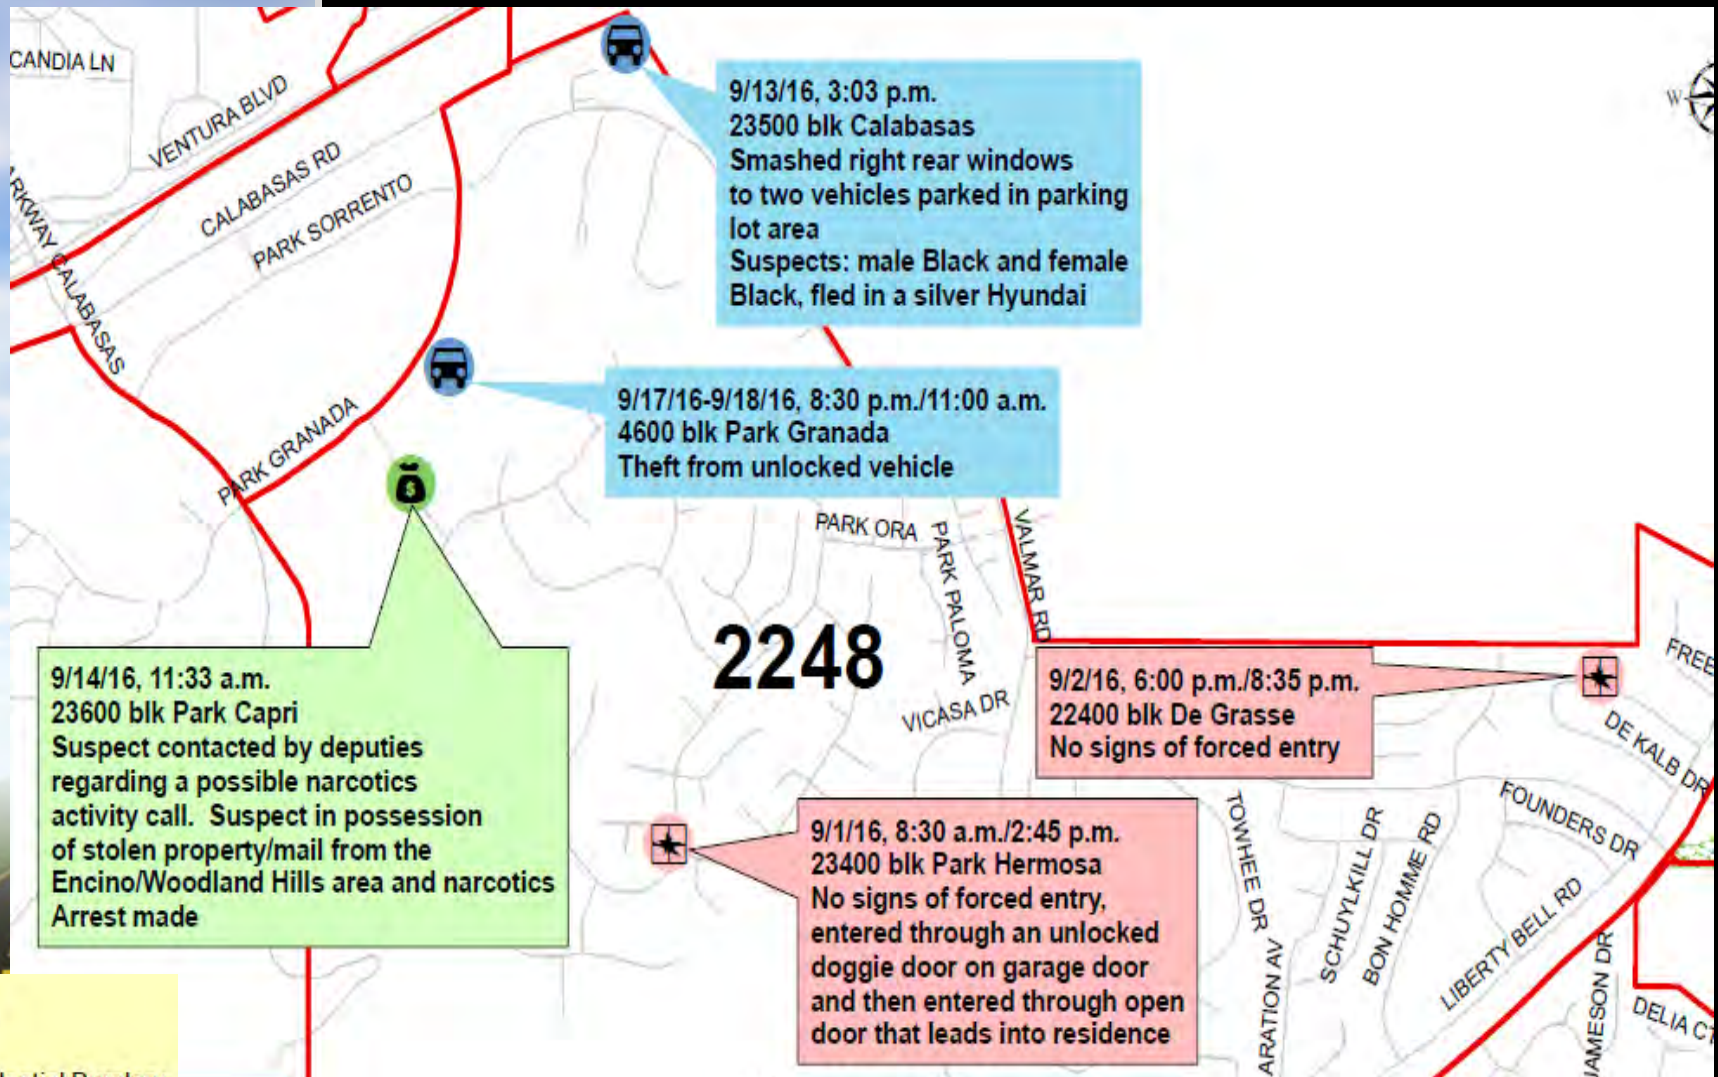 CANDIA LN
VENTURA BLVD
CALABASAS RD
PARK SORRENTO
CALABASAS
W
9/13/16, 3:03 p.m.
23500 blk Calabasas
Smashed right rear windows
to two vehicles parked in parking
lot area
Suspects: male Black and female
Black, fled in a silver Hyundai
9/17/16-9/18/16, 8:30 p.m./11:00 a.m.
4600 blk Park Granada
Theft from unlocked vehicle
PARK GRANADA
$
PARK ORA
PARK PALOMA
VALMAR RD
2248
VICASA DR
9/14/16, 11:33 a.m.
23600 blk Park Capri
Suspect contacted by deputies
regarding a possible narcotics
activity call.  Suspect in possession
of stolen property/mail from the
Encino/Woodland Hills area and narcotics
Arrest made
9/2/16, 6:00 p.m./8:35 p.m.
22400 blk De Grasse
No signs of forced entry
FREE
DE KALB DR
FOUNDERS DR
9/1/16, 8:30 a.m./2:45 p.m.
23400 blk Park Hermosa
No signs of forced entry,
entered through an unlocked
doggie door on garage door
and then entered through open
door that leads into residence
TOWHEE DR
ARATION AV
SCHUYLKILL DR
BON HOMME RD
LIBERTY BELL RD
JAMESON DR
DELIA CT